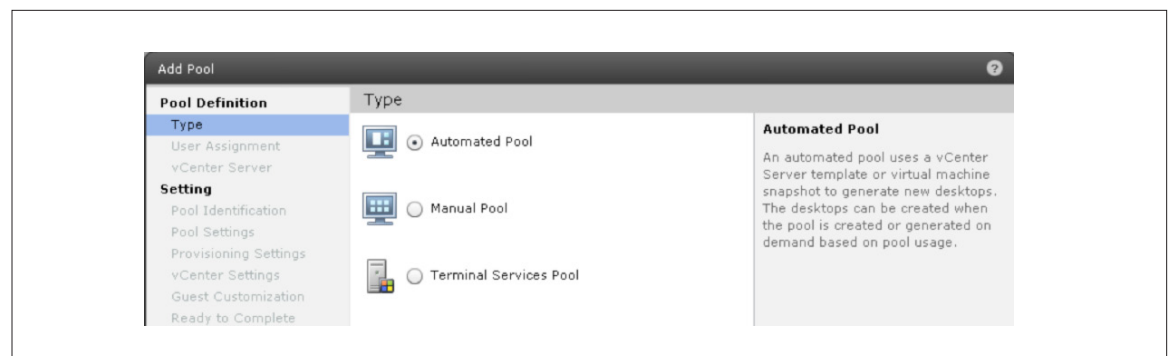 Add Pool
?
Pool Definition
Type
User Assignment
vCenter Server
Setting
Pool Identification
Pool Settings
Provisioning Settings
vCenter Settings
Guest Customization
Ready to Complete
Type
Automated Pool
Manual Pool
Terminal Services Pool
Automated Pool
An automated pool uses a vCenter
Server template or virtual machine
snapshot to generate new desktops.
The desktops can be created when
the pool is created or generated on
demand based on pool usage.